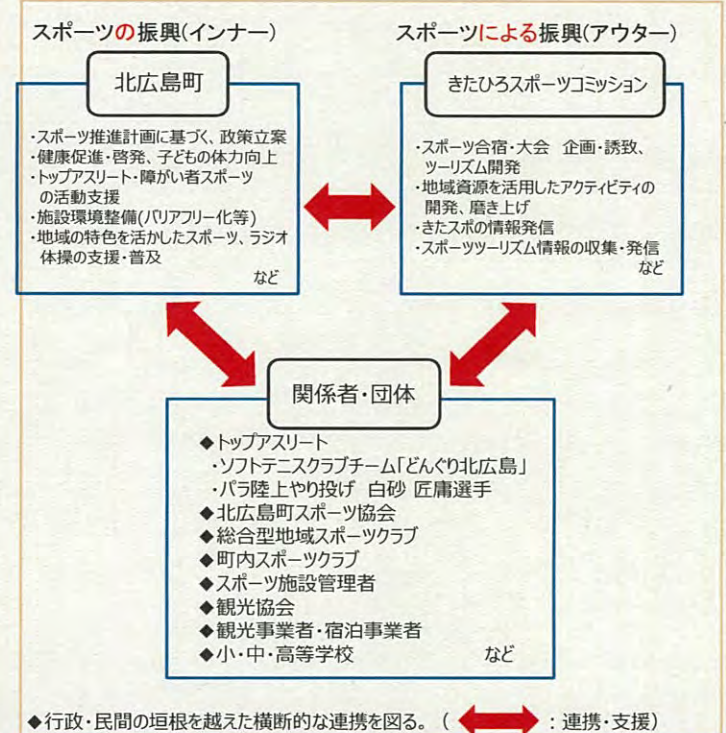 スポーツの振興(インナー)
北広島町
・スポーツ推進計画に基づく、政策立案
・健康促進・啓発、子どもの体力向上
・トップアスリート・障がい者スポーツ
の活動支援
・施設環境整備(バリアフリー化等)
・地域の特色を活かしたスポーツ、ラジオ
体操の支援・普及
など
スポーツによる振興(アウター)
きたひろスポーツコミッション
・スポーツ合宿・大会 企画・誘致、
ツーリズム開発
・地域資源を活用したアクティビティの
開発、磨き上げ
・きたスポの情報発信
・スポーツツーリズム情報の収集・発信
など
関係者・団体
◆トップアスリート
・ソフトテニスクラブチーム「どんぐり北広島」
・パラ陸上やり投げ 白砂 匠庸選手
◆北広島町スポーツ協会
◆総合型地域スポーツクラブ
◆町内スポーツクラブ
◆スポーツ施設管理者
◆観光協会
◆観光事業者・宿泊事業者
◆小・中・高等学校 など
◆行政・民間の垣根を越えた横断的な連携を図る。( :連携・支援)